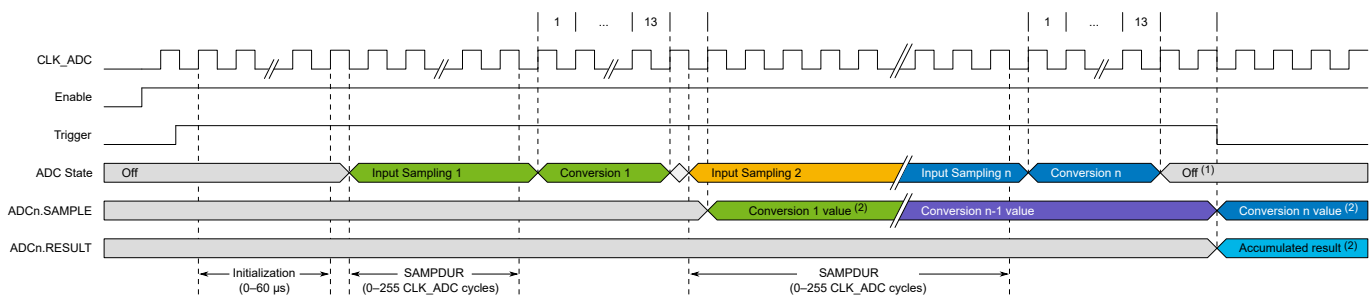 1 ... 13 1 ... 13
CLK_ADC
Enable
Trigger
ADC State Off Input Sampling 1 Conversion 1 Input Sampling 2 Input Sampling n Conversion n Off (1)
ADCn.SAMPLE Conversion 1 value (2) Conversion n-1 value Conversion n value (2)
ADCn.RESULT Accumulated result (2)
Initialization SAMPDUR SAMPDUR
(0–60 µs) (0–255 CLK_ADC cycles) (0–255 CLK_ADC cycles)